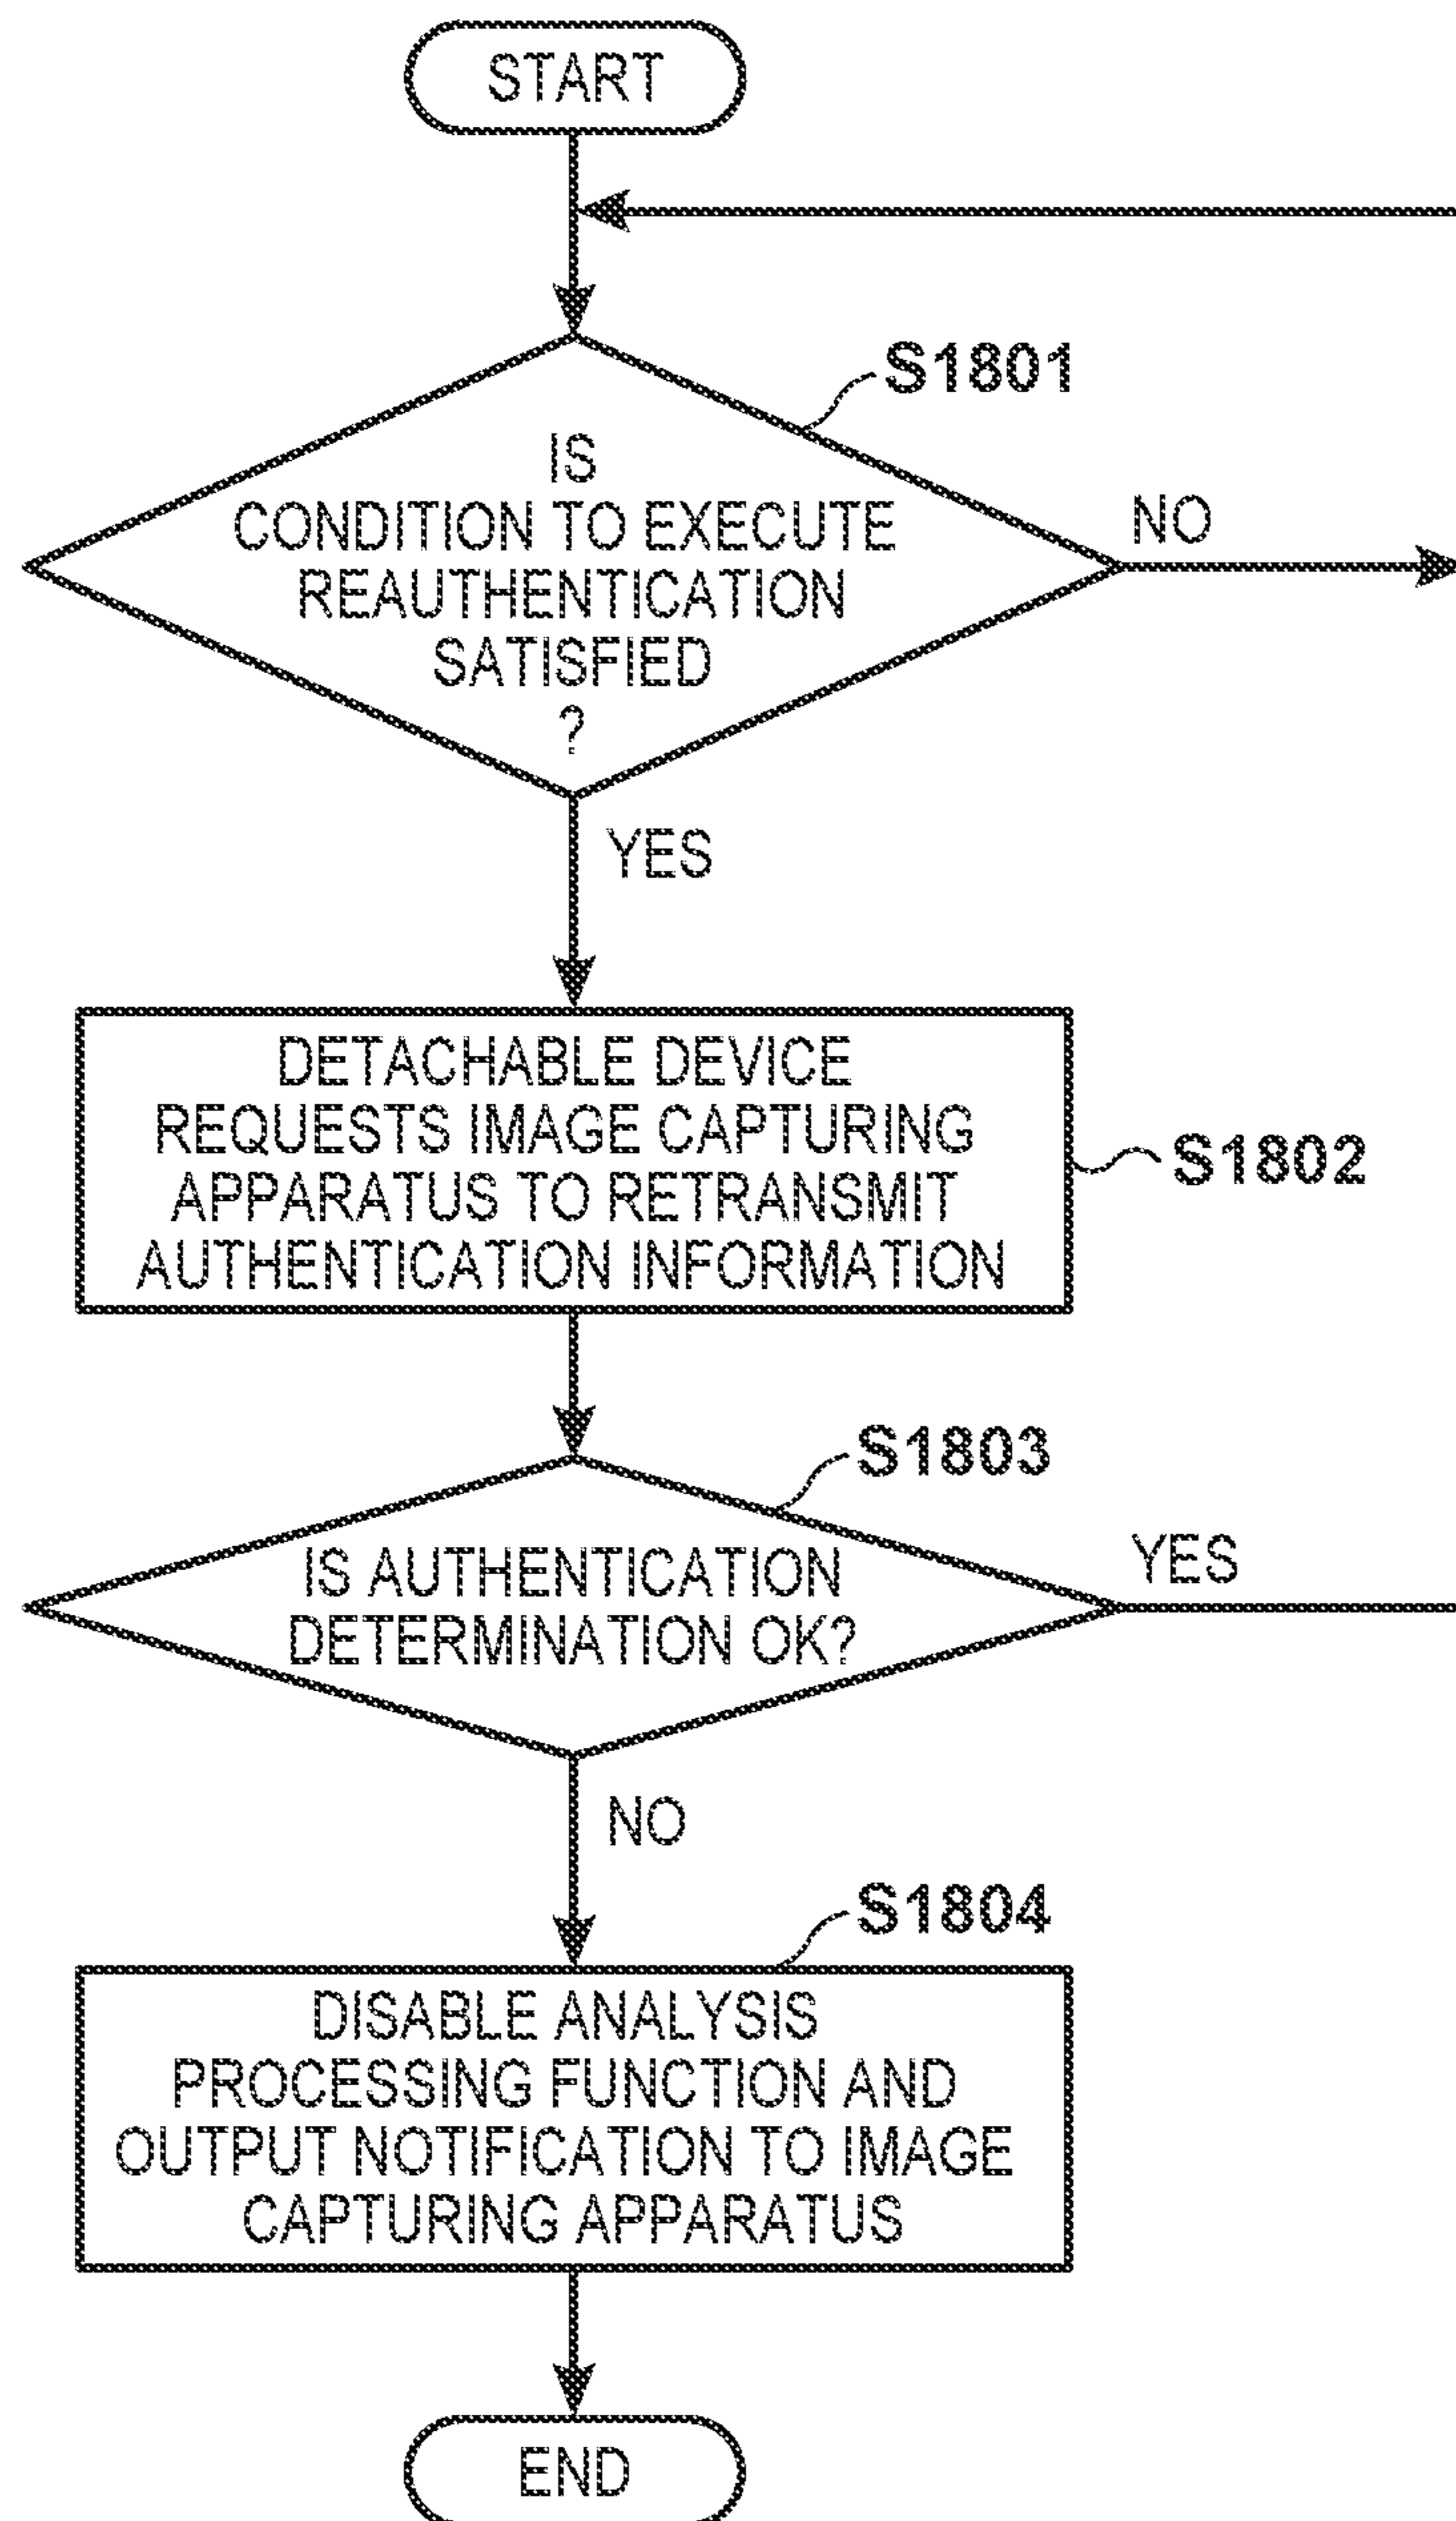 START
S1801
IS
CONDITION TO EXECUTE
REAUTHENTICATION
SATISFIED
?
NO
YES
DETACHABLE DEVICE
REQUESTS IMAGE CAPTURING
APPARATUS TO RETRANSMIT
AUTHENTICATION INFORMATION
S1802
S1803
IS AUTHENTICATION
DETERMINATION OK?
YES
NO
S1804
DISABLE ANALYSIS
PROCESSING FUNCTION AND
OUTPUT NOTIFICATION TO IMAGE
CAPTURING APPARATUS
END